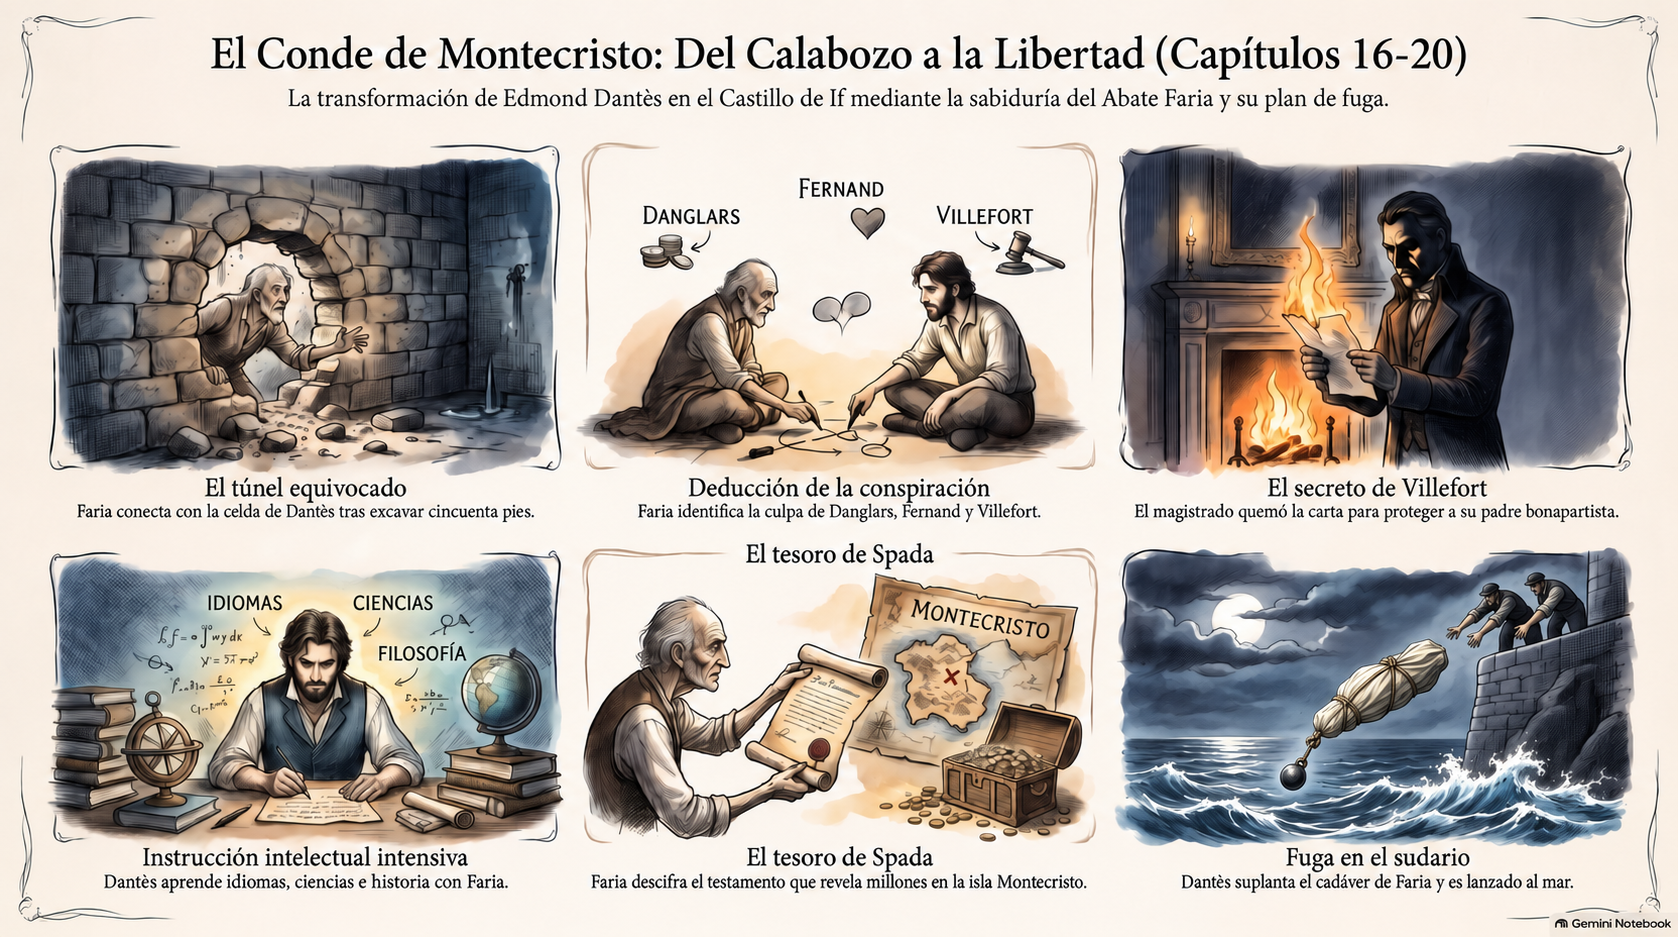 El Conde de Montecristo: Del Calabozo a la Libertad (Capítulos 16-20)
La transformación de Edmond Dantès en el Castillo de If mediante la sabiduría del Abate Faria y su plan de fuga.
El túnel equivocado
Faria conecta con la celda de Dantès tras excavar cincuenta pies.
FERNAND
DANGLARS
VILLEFORT
Deducción de la conspiración
Faria identifica la culpa de Danglars, Fernand y Villefort.
El secreto de Villefort
El magistrado quemó la carta para proteger a su padre bonapartista.
IDIOMAS
CIENCIAS
FILOSOFÍA
Instrucción intelectual intensiva
Dantès aprende idiomas, ciencias e historia con Faria.
El tesoro de Spada
MONTECRISTO
El tesoro de Spada
Faria descifra el testamento que revela millones en la isla Montecristo.
Fuga en el sudario
Dantès suplanta el cadáver de Faria y es lanzado al mar.
Gemini Notebook